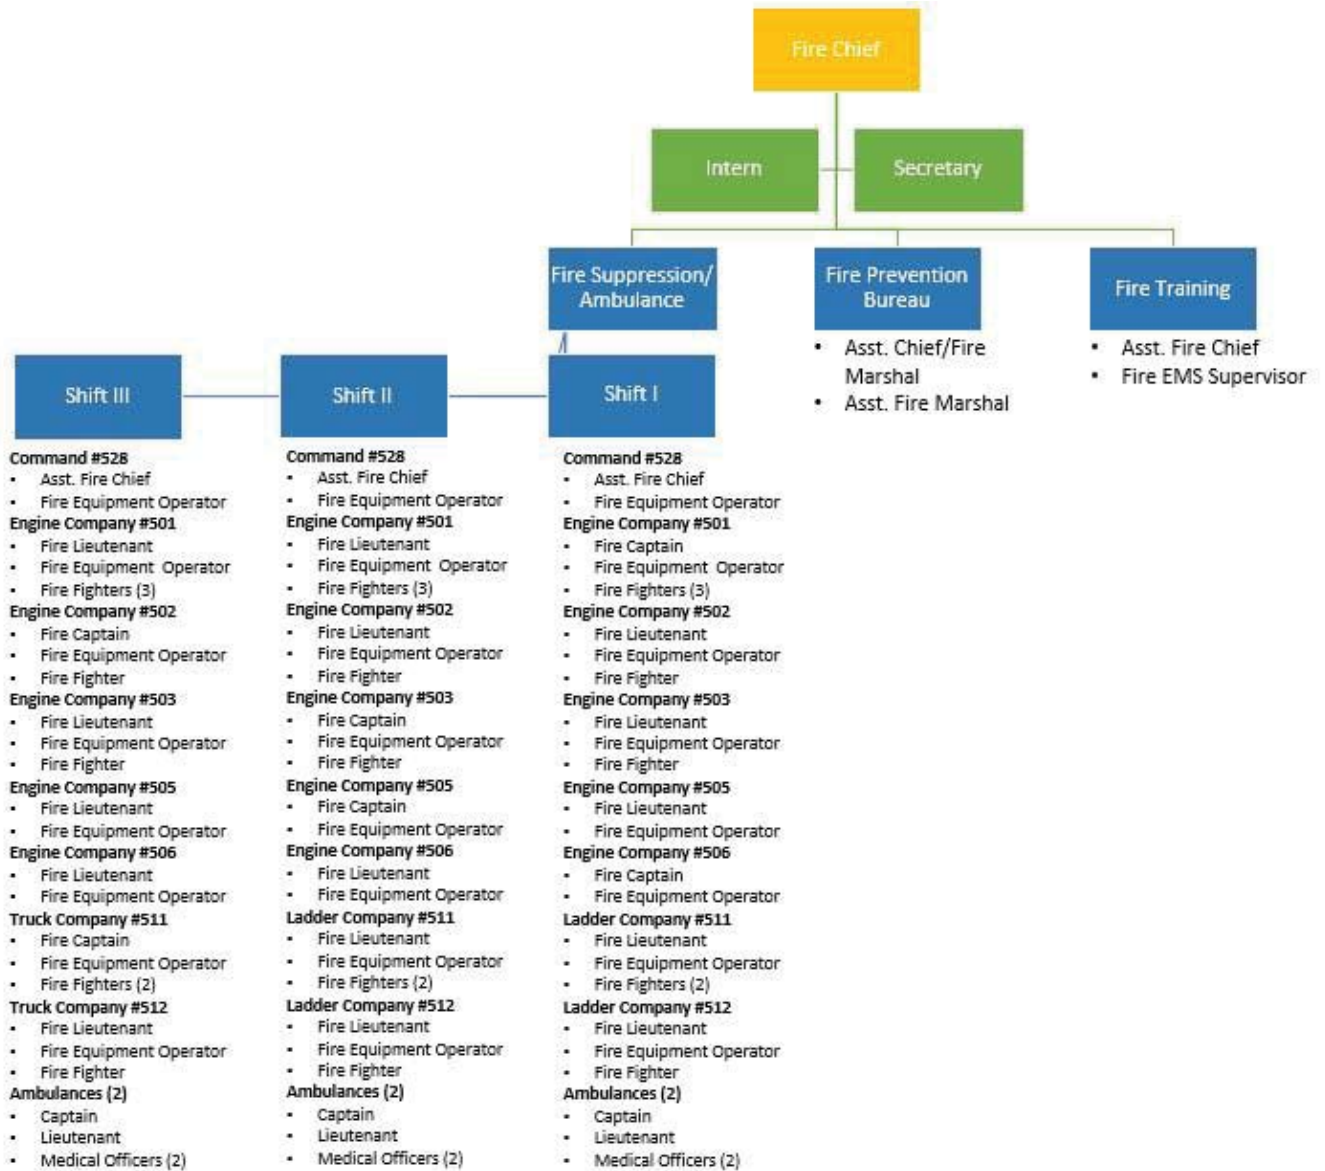 Fire Chief
Intern
Secretary
Fire Suppression/
Ambulance
Fire Prevention
Bureau
• Asst. Chief/Fire
Marshal
• Asst. Fire Marshal
Fire Training
• Asst. Fire Chief
• Fire EMS Supervisor
Shift III
Command #528
▪ Asst. Fire Chief
▪ Fire Equipment Operator
Engine Company #501
▪ Fire Lieutenant
▪ Fire Equipment Operator
▪ Fire Fighters (3)
Engine Company #502
▪ Fire Captain
▪ Fire Equipment Operator
▪ Fire Fighter
Engine Company #503
▪ Fire Lieutenant
▪ Fire Equipment Operator
▪ Fire Fighter
Engine Company #505
▪ Fire Lieutenant
▪ Fire Equipment Operator
Engine Company #506
▪ Fire Lieutenant
▪ Fire Equipment Operator
Truck Company #511
▪ Fire Captain
▪ Fire Equipment Operator
▪ Fire Fighters (2)
Truck Company #512
▪ Fire Lieutenant
▪ Fire Equipment Operator
▪ Fire Fighter
Ambulances (2)
▪ Captain
▪ Lieutenant
▪ Medical Officers (2)
Shift II
Command #528
▪ Asst. Fire Chief
▪ Fire Equipment Operator
Engine Company #501
▪ Fire Lieutenant
▪ Fire Equipment Operator
▪ Fire Fighters (3)
Engine Company #502
▪ Fire Lieutenant
▪ Fire Equipment Operator
▪ Fire Fighter
Engine Company #503
▪ Fire Captain
▪ Fire Equipment Operator
▪ Fire Fighter
Engine Company #505
▪ Fire Captain
▪ Fire Equipment Operator
Engine Company #506
▪ Fire Lieutenant
▪ Fire Equipment Operator
Ladder Company #511
▪ Fire Lieutenant
▪ Fire Equipment Operator
▪ Fire Fighters (2)
Ladder Company #512
▪ Fire Lieutenant
▪ Fire Equipment Operator
▪ Fire Fighter
Ambulances (2)
▪ Captain
▪ Lieutenant
▪ Medical Officers (2)
Shift I
Command #528
▪ Asst. Fire Chief
▪ Fire Equipment Operator
Engine Company #501
▪ Fire Captain
▪ Fire Equipment Operator
▪ Fire Fighters (3)
Engine Company #502
▪ Fire Lieutenant
▪ Fire Equipment Operator
▪ Fire Fighter
Engine Company #503
▪ Fire Lieutenant
▪ Fire Equipment Operator
▪ Fire Fighter
Engine Company #505
▪ Fire Lieutenant
▪ Fire Equipment Operator
Engine Company #506
▪ Fire Captain
▪ Fire Equipment Operator
Ladder Company #511
▪ Fire Lieutenant
▪ Fire Equipment Operator
▪ Fire Fighters (2)
Ladder Company #512
▪ Fire Lieutenant
▪ Fire Equipment Operator
▪ Fire Fighter
Ambulances (2)
▪ Captain
▪ Lieutenant
▪ Medical Officers (2)